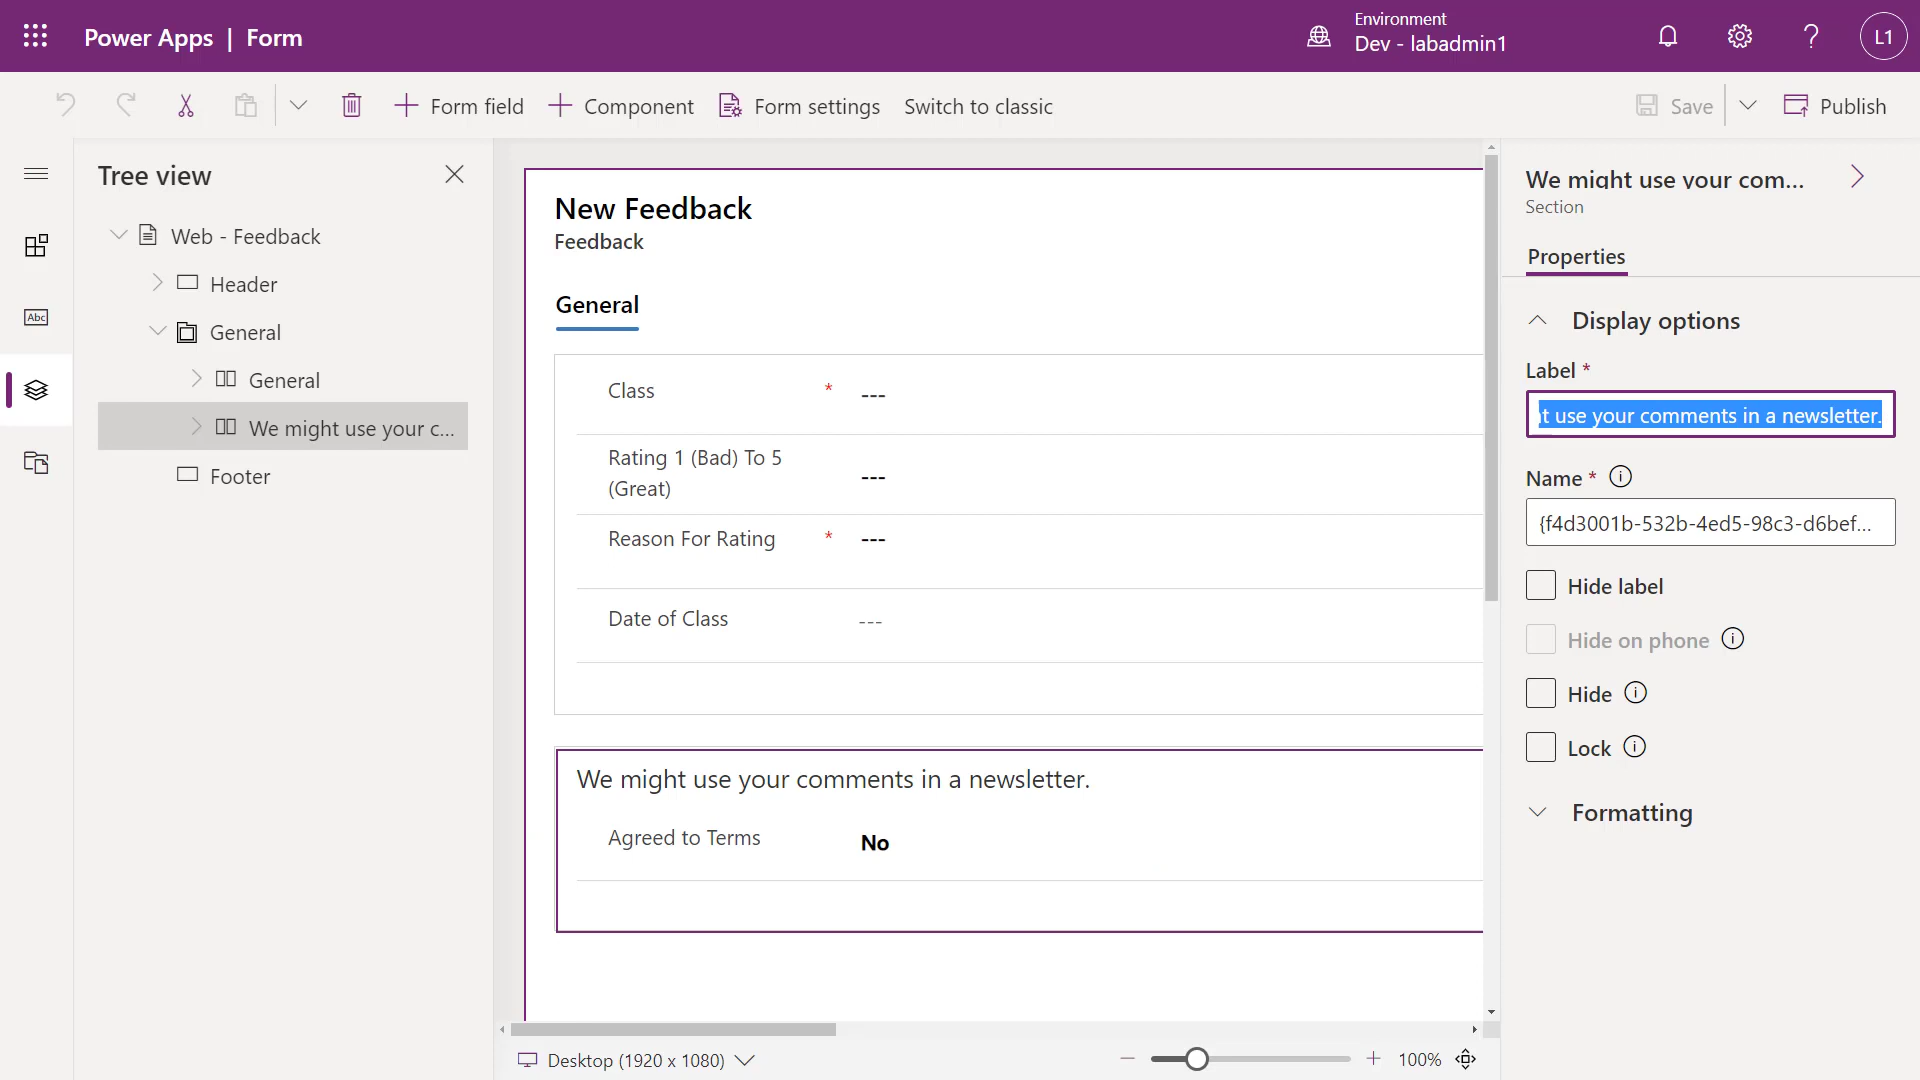 Power Apps | Form
Environment
Dev - labadmin1
L1
Form field
Component
Form settings
Switch to classic
Save
Publish
Tree view
Web - Feedback
Header
General
General
We might use your c...
Footer
Abc
New Feedback
Feedback
General
Class * ---
Rating 1 (Bad) To 5
(Great)
---
Reason For Rating * ---
Date of Class ---
We might use your comments in a newsletter.
Agreed to Terms No
Desktop (1920 x 1080)
100%
We might use your com...
Section
Properties
Display options
Label *
t use your comments in a newsletter.
Name *
{f4d3001b-532b-4ed5-98c3-d6bef...
Hide label
Hide on phone
Hide
Lock
Formatting